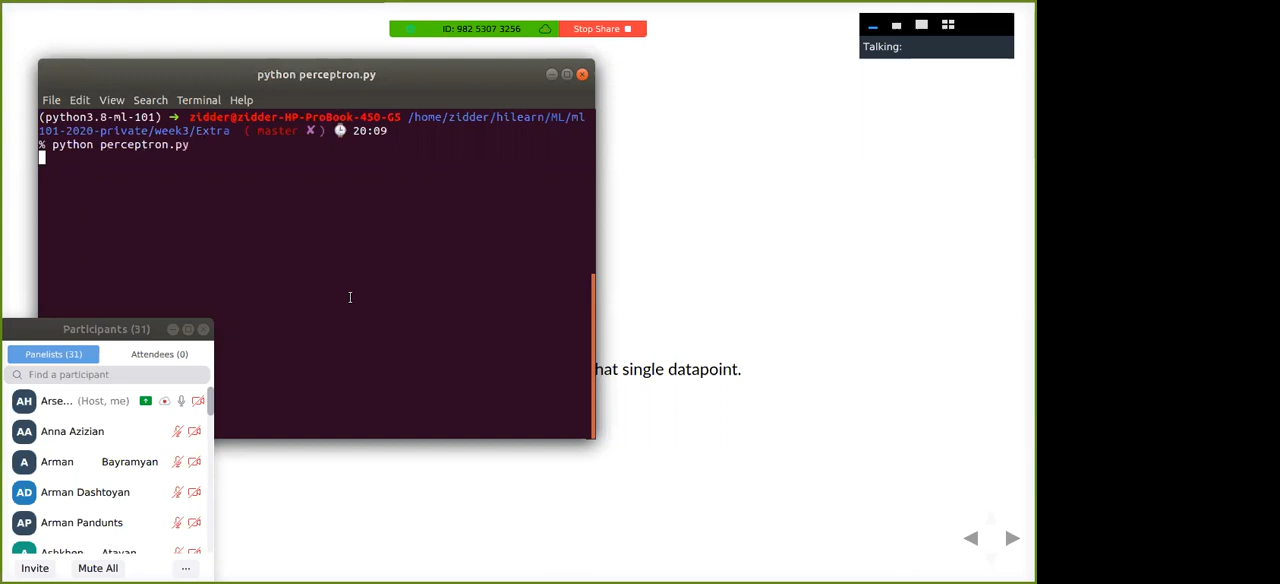 ID: 982 5307 3256
Stop Share
Talking:
python perceptron.py
File Edit View Search Terminal Help
(python3.8-ml-101) ➜ zidder@zidder-HP-ProBook-450-G5 /home/zidder/hilearn/ML/ml
101-2020-private/week3/Extra ( master ✘ ) 🕒 20:09
% python perceptron.py
hat single datapoint.
Participants (31)
Panelists (31) Attendees (0)
Find a participant
AH Arse... (Host, me)
AA Anna Azizian
A Arman Bayramyan
AD Arman Dashtoyan
AP Arman Pandunts
A Ashkhen Atayan
Invite Mute All ...